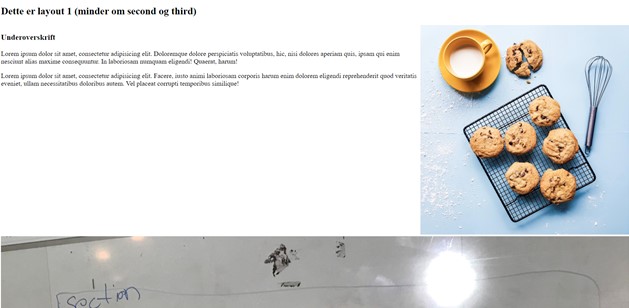 Dette er layout 1 (minder om second og third)
Underoverskrift
Lorem ipsum dolor sit amet, consectetur adipisicing elit. Doloremque dolore perspiciatis voluptatibus, hic, nisi dolores aperiam quis, ipsam qui enim
nesciunt alias maxime consequuntur. In laboriosam numquam eligendi! Quaerat, harum!
Lorem ipsum dolor sit amet, consectetur adipisicing elit. Facere, iusto animi laboriosam corporis harum enim dolorem eligendi reprehenderit quod veritatis
eveniet, ullam necessitatibus doloribus autem. Vel placeat corrupti temporibus similique!
section